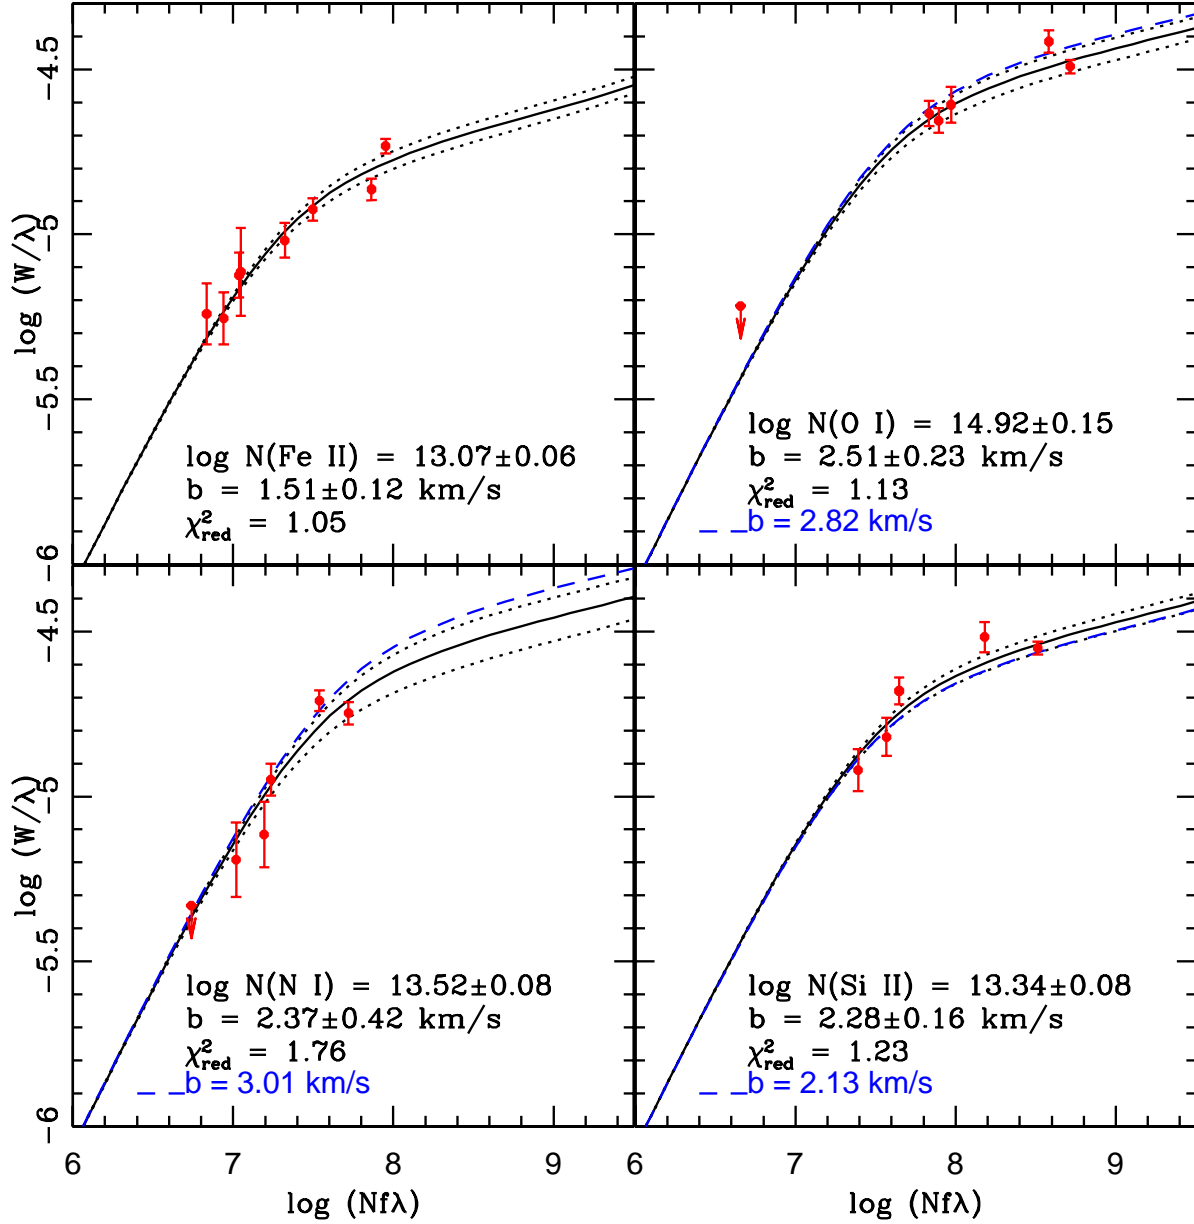 −4.5
−5
−5.5
−6
log (W/λ)
log N(Fe II) = 13.07±0.06
b = 1.51±0.12 km/s
χ²red = 1.05
log N(O I) = 14.92±0.15
b = 2.51±0.23 km/s
χ²red = 1.13
b = 2.82 km/s
−4.5
−5
−5.5
−6
log (W/λ)
log N(N I) = 13.52±0.08
b = 2.37±0.42 km/s
χ²red = 1.76
b = 3.01 km/s
log N(Si II) = 13.34±0.08
b = 2.28±0.16 km/s
χ²red = 1.23
b = 2.13 km/s
6 7 8 9 6 7 8 9
log (Nfλ) log (Nfλ)